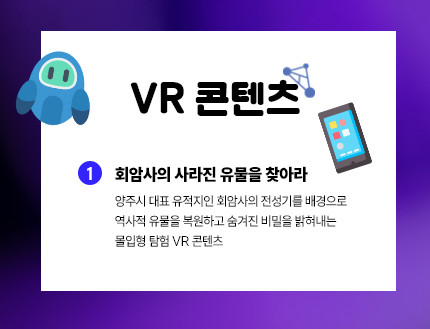 VR 콘텐츠
1 회암사의 사라진 유물을 찾아라
양주시 대표 유적지인 회암사의 전성기를 배경으로
역사적 유물을 복원하고 숨겨진 비밀을 밝혀내는
몰입형 탐험 VR 콘텐츠